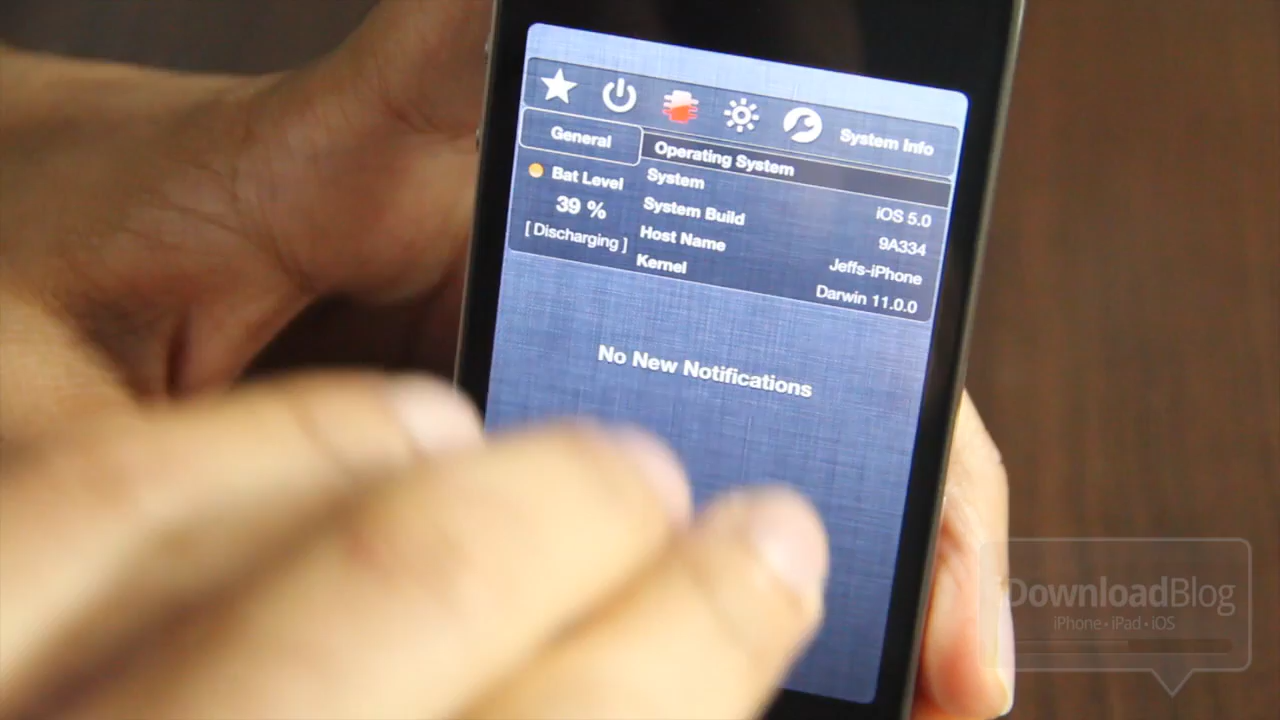 System Info
General
Operating System
Bat Level
39 %
[ Discharging ]
System
iOS 5.0
System Build
9A334
Host Name
Jeffs-iPhone
Kernel
Darwin 11.0.0
No New Notifications
iDownloadBlog
iPhone • iPad • iOS